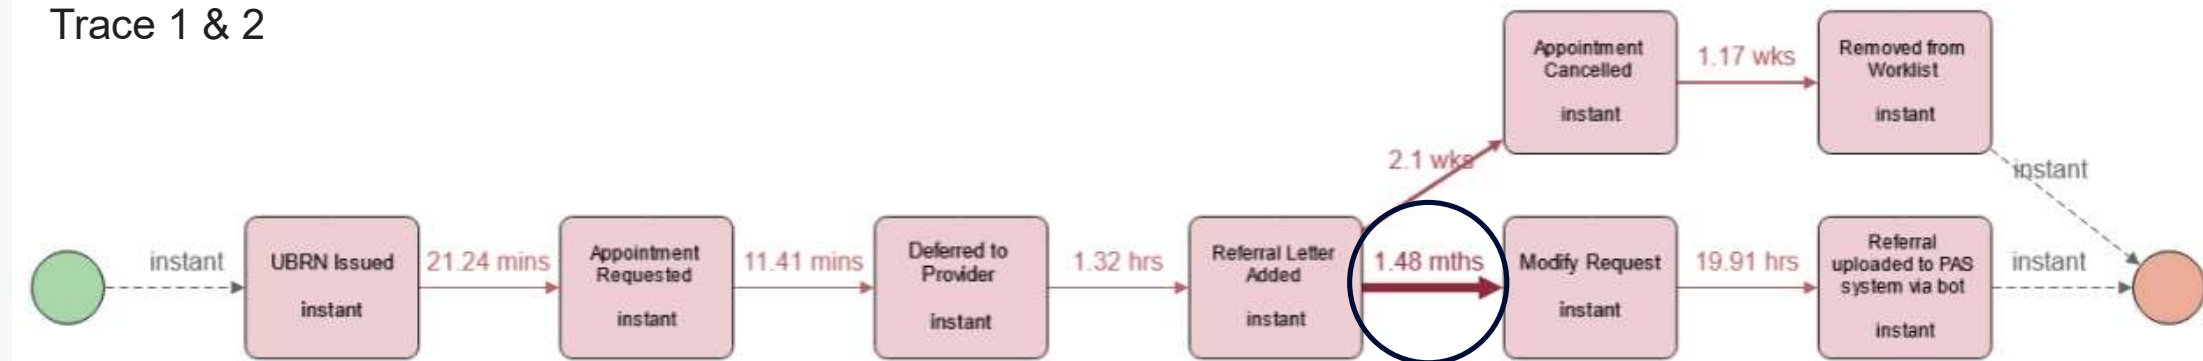 Trace 1 & 2
Appointment
Cancelled
instant
1.17 wks
Removed from
Worklist
instant
2.1 wks
instant
instant
UBRN Issued
instant
21.24 mins
Appointment
Requested
instant
11.41 mins
Deferred to
Provider
instant
1.32 hrs
Referral Letter
Added
instant
1.48 mths
Modify Request
instant
19.91 hrs
Referral
uploaded to PAS
system via bot
instant
instant